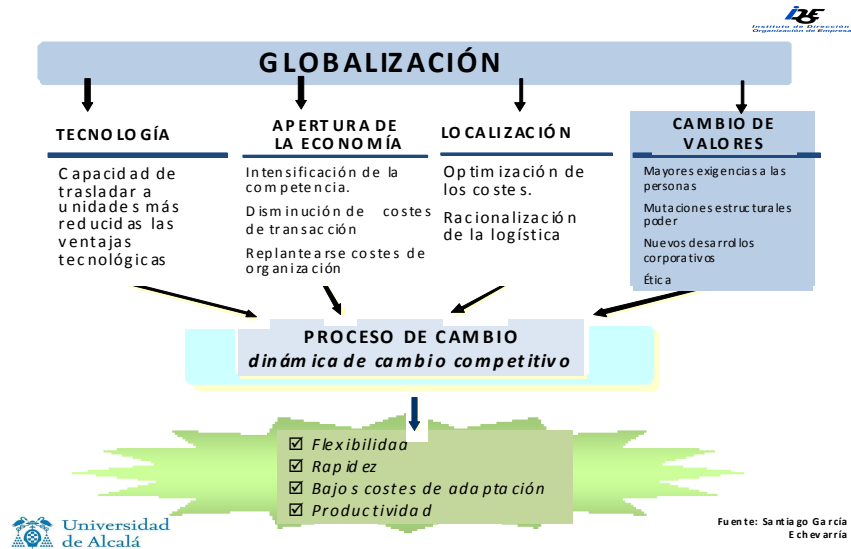 Instituto de Dirección
Organización de Empresa
GLOBALIZACIÓN
TECNOLOGÍA
Capacidad de
trasladar a
unidades más
reducidas las
ventajas
tecnológicas
APERTURA DE
LA ECONOMÍA
Intensificación de la
competencia.
Disminución de costes
de transacción
Replantearse costes de
organización
LOCALIZACIÓN
Optimización de
los costes.
Racionalización
de la logística
CAMBIO DE
VALORES
Mayores exigencias a las
personas
Mutaciones estructurales
poder
Nuevos desarrollos
corporativos
Ética
PROCESO DE CAMBIO
dinámica de cambio competitivo
☑ Flexibilidad
☑ Rapidez
☑ Bajos costes de adaptación
☑ Productividad
Universidad
de Alcalá
Fuente: Santiago García
Echevarría